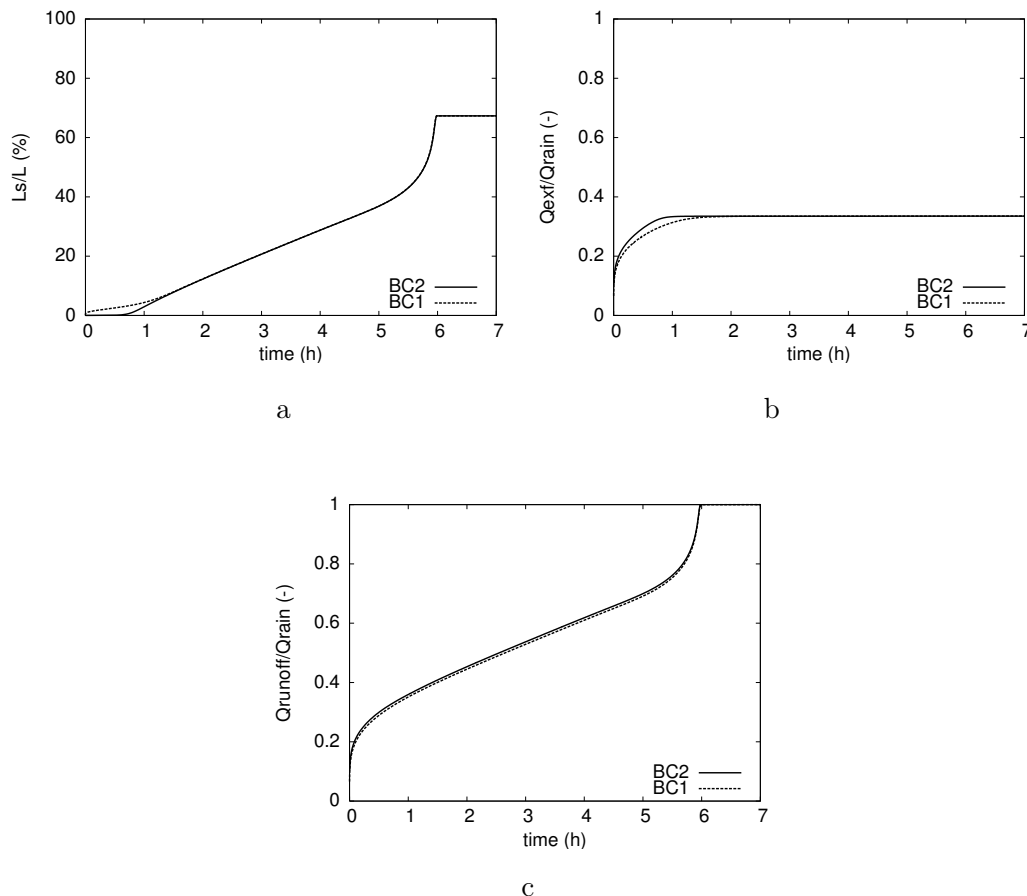 100
80
60
40
20
0
0 1 2 3 4 5 6 7
Ls/L (%)
time (h)
BC2
BC1
a
1
0.8
0.6
0.4
0.2
0
0 1 2 3 4 5 6 7
Qexf/Qrain (-)
time (h)
BC2
BC1
b
1
0.8
0.6
0.4
0.2
0
0 1 2 3 4 5 6 7
Qrunoff/Qrain (-)
time (h)
BC2
BC1
c